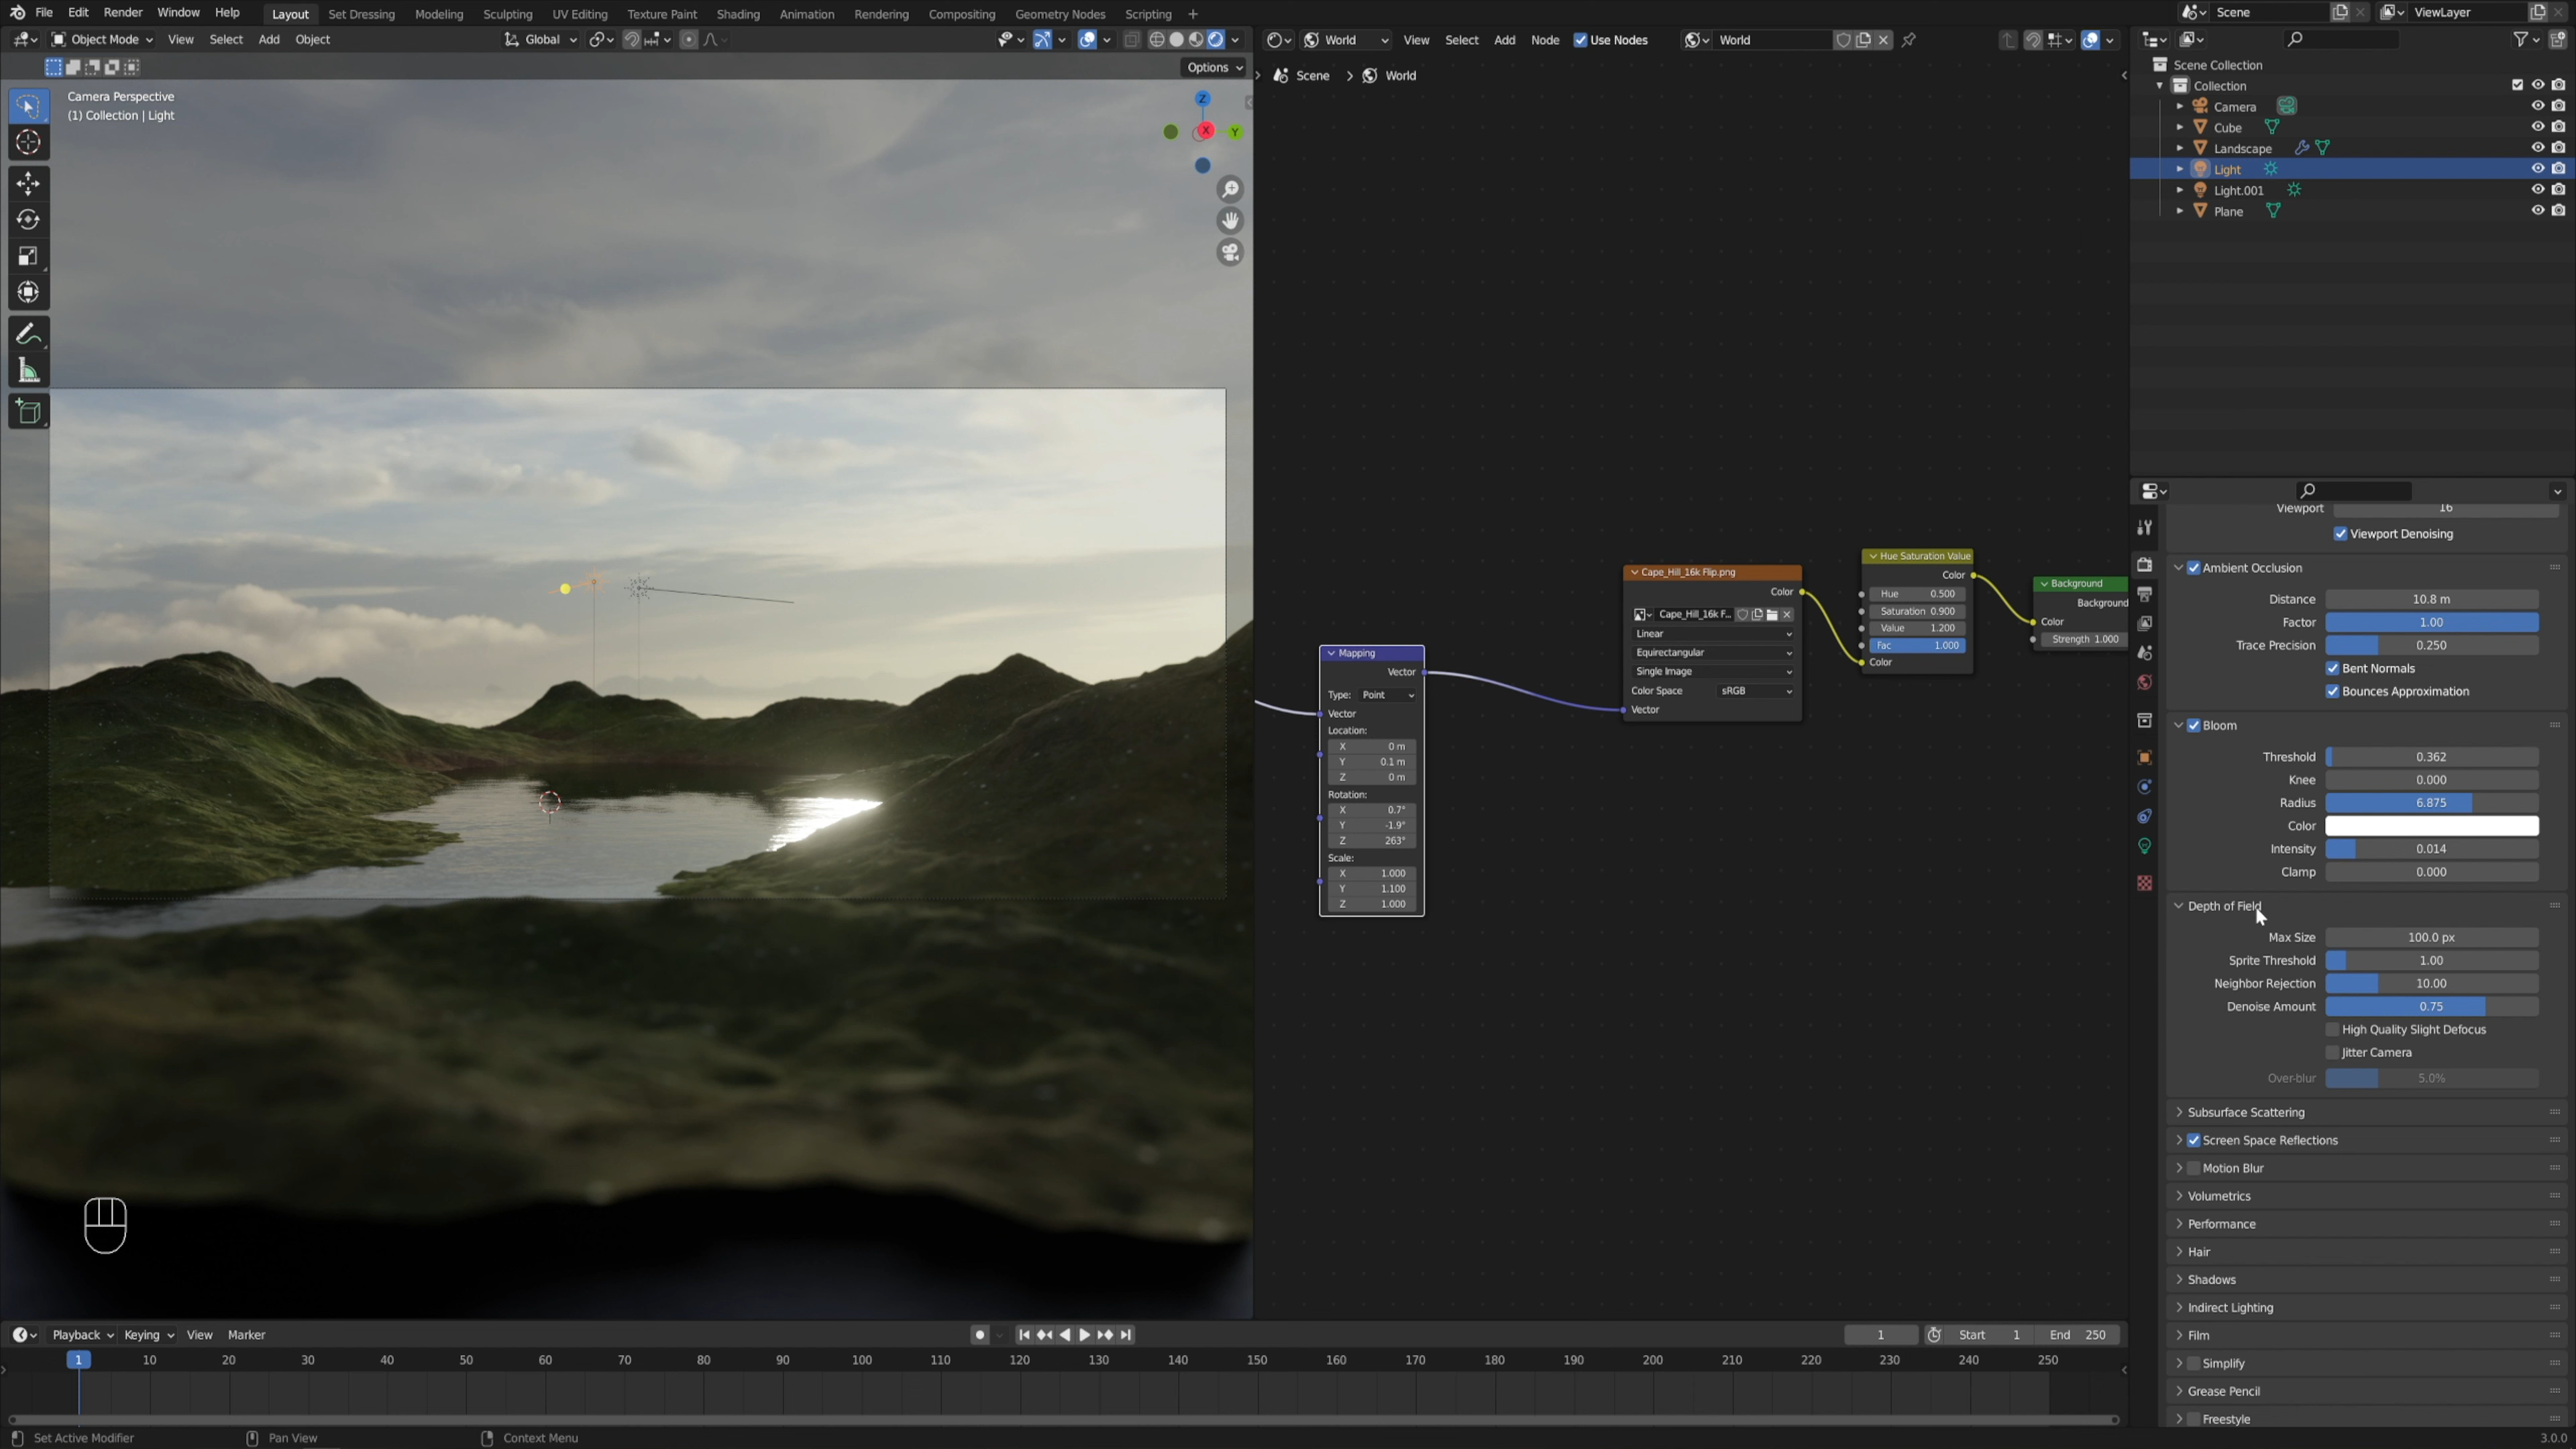 File Edit Render Window Help Layout Set Dressing Modeling Sculpting UV Editing Texture Paint Shading Animation Rendering Compositing Geometry Nodes Scripting + Scene ViewLayer
Object Mode View Select Add Object Global
Options
Camera Perspective
(1) Collection | Light
Z
X
Y
World View Select Add Node Use Nodes World
Scene > World
Mapping
Vector
Type: Point
Vector
Location:
X 0 m
Y 0.1 m
Z 0 m
Rotation:
X 0.7°
Y -1.9°
Z 263°
Scale:
X 1.000
Y 1.100
Z 1.000
Cape_Hill_16k Flip.png
Color
Cape_Hill_16k F...
Linear
Equirectangular
Single Image
Color Space sRGB
Vector
Hue Saturation Value
Color
Hue 0.500
Saturation 0.900
Value 1.200
Fac 1.000
Color
Background
Background
Color
Strength 1.000
Scene Collection
Collection
Camera
Cube
Landscape
Light
Light.001
Plane
Viewport 16
Viewport Denoising
Ambient Occlusion
Distance 10.8 m
Factor 1.00
Trace Precision 0.250
Bent Normals
Bounces Approximation
Bloom
Threshold 0.362
Knee 0.000
Radius 6.875
Color
Intensity 0.014
Clamp 0.000
Depth of Field
Max Size 100.0 px
Sprite Threshold 1.00
Neighbor Rejection 10.00
Denoise Amount 0.75
High Quality Slight Defocus
Jitter Camera
Over-blur 5.0%
Subsurface Scattering
Screen Space Reflections
Motion Blur
Volumetrics
Performance
Hair
Shadows
Indirect Lighting
Film
Simplify
Grease Pencil
Freestyle
Playback Keying View Marker 1 Start 1 End 250
1 10 20 30 40 50 60 70 80 90 100 110 120 130 140 150 160 170 180 190 200 210 220 230 240 250
Set Active Modifier Pan View Context Menu 3.0.0